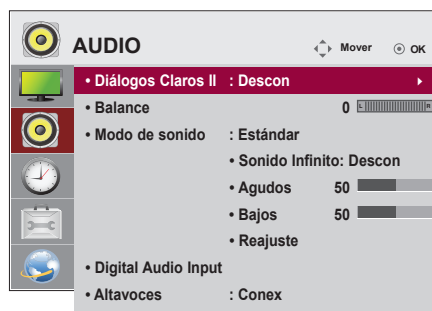 AUDIO
Mover
OK
• Diálogos Claros II : Descon
• Balance 0 L R
• Modo de sonido : Estándar
• Sonido Infinito: Descon
• Agudos 50
• Bajos 50
• Reajuste
• Digital Audio Input
• Altavoces : Conex